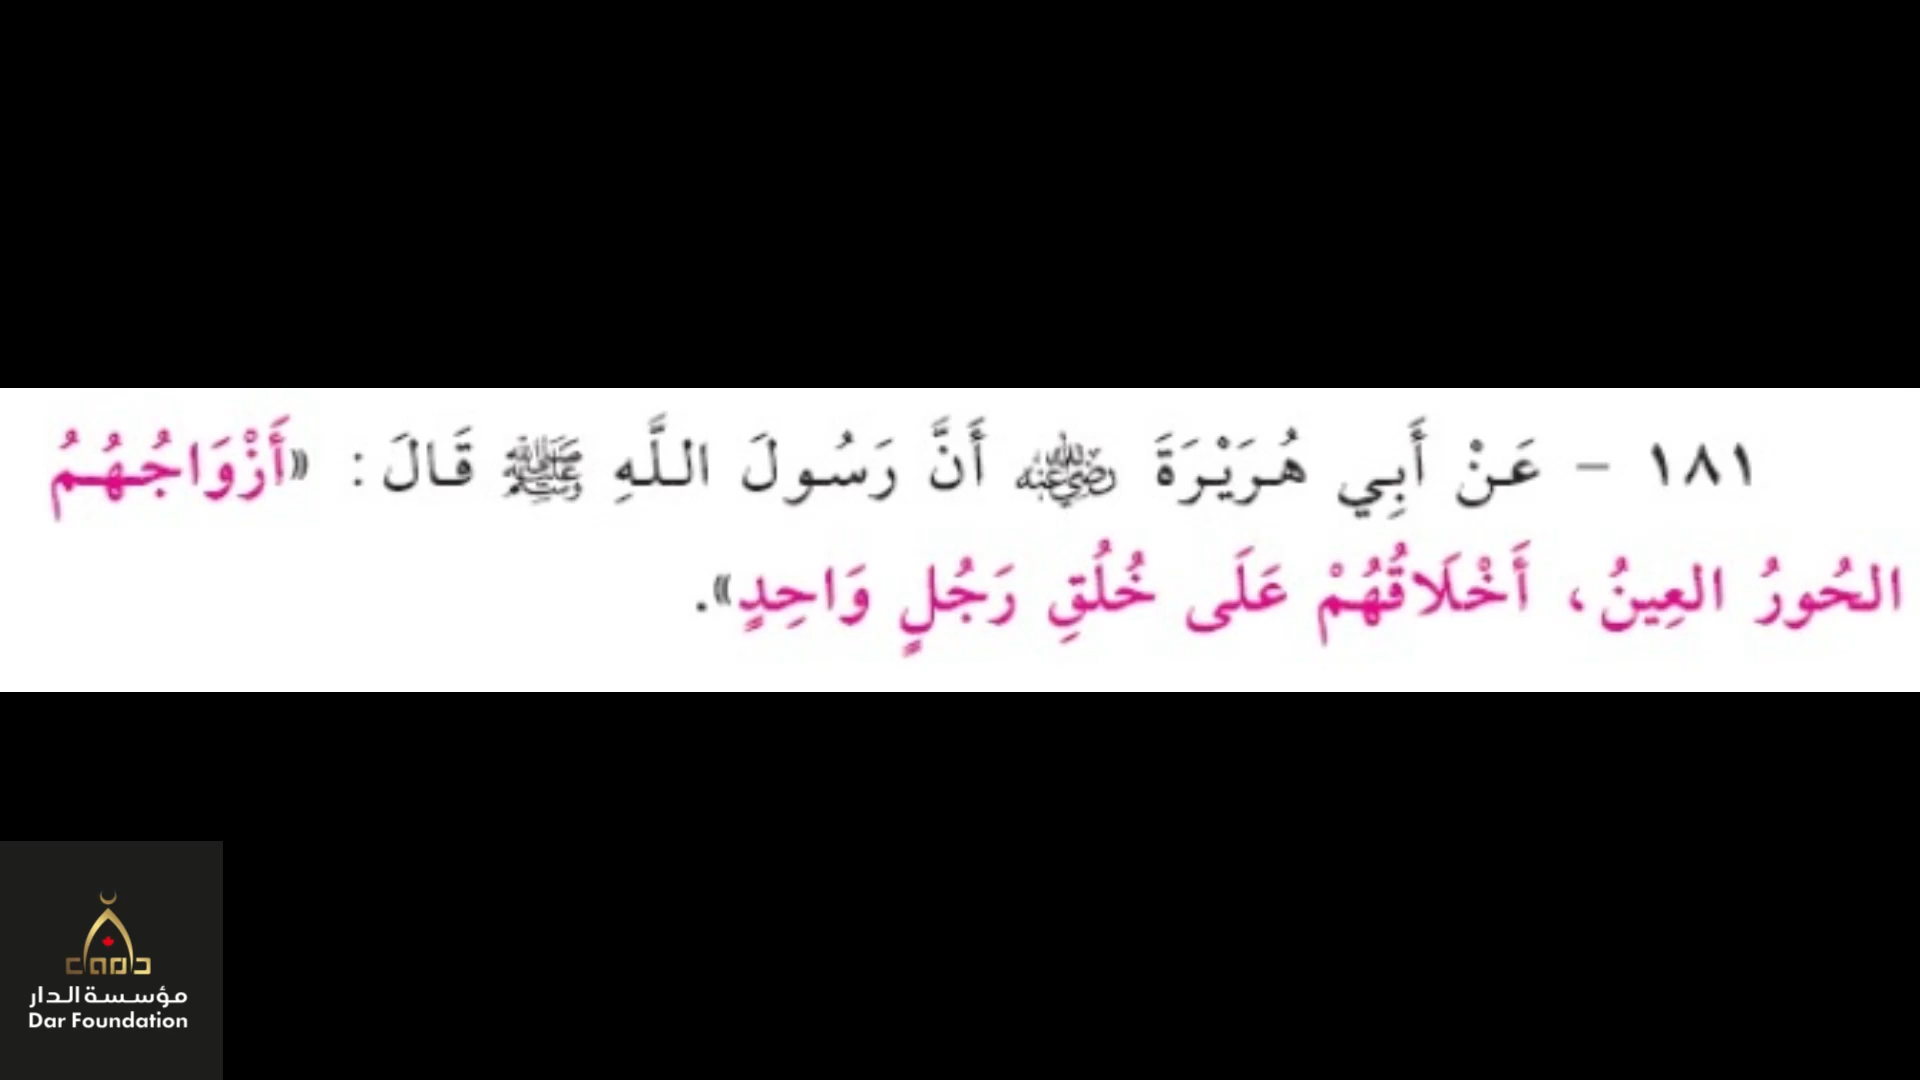 ١٨١ - عَنْ أَبِي هُرَيْرَةَ رضي الله عنه أَنَّ رَسُولَ اللَّهِ ﷺ قَالَ: «أَزْوَاجُهُمُ
الحُورُ العِينُ، أَخْلَاقُهُمْ عَلَى خُلُقِ رَجُلٍ وَاحِدٍ».
مؤسسة الدار
Dar Foundation